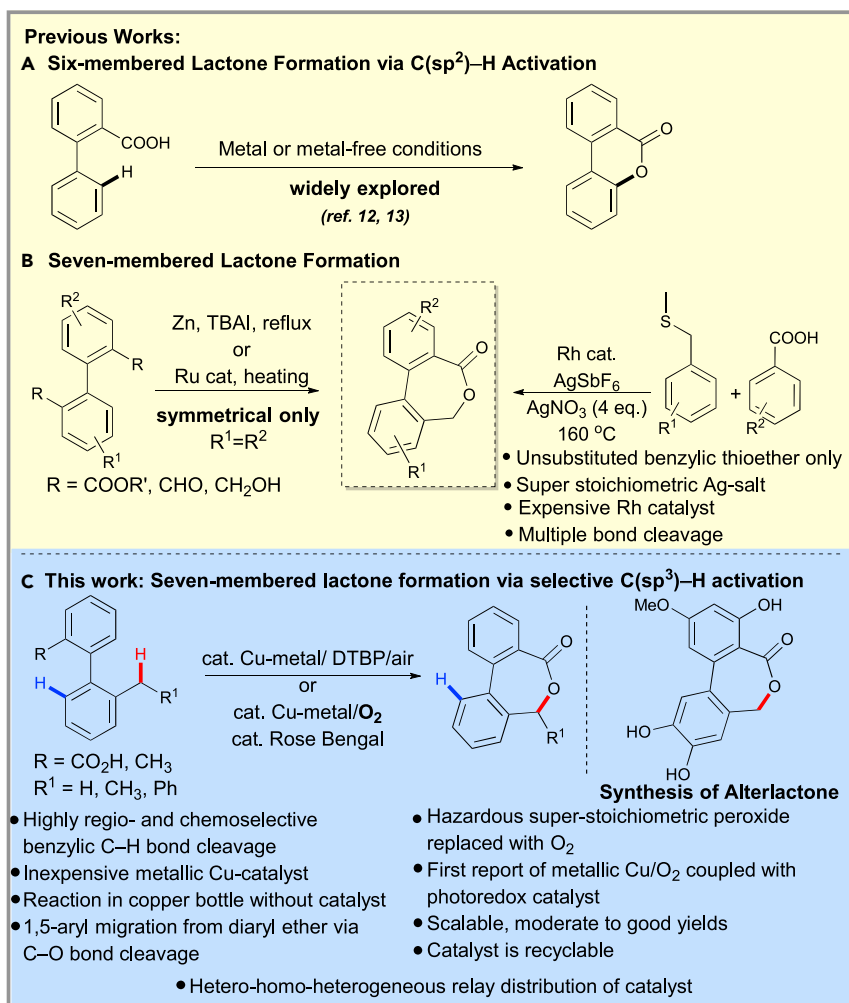 Previous Works:
A Six-membered Lactone Formation via C(sp²)–H Activation
COOH
H
Metal or metal-free conditions
widely explored
(ref. 12, 13)
O
O
B Seven-membered Lactone Formation
R²
R
R
R¹
R = COOR', CHO, CH₂OH
Zn, TBAI, reflux
or
Ru cat, heating
symmetrical only
R¹=R²
R²
O
O
R¹
Rh cat.
AgSbF₆
AgNO₃ (4 eq.)
160 °C
S
R¹
+
COOH
R²
• Unsubstituted benzylic thioether only
• Super stoichiometric Ag-salt
• Expensive Rh catalyst
• Multiple bond cleavage
C This work: Seven-membered lactone formation via selective C(sp³)–H activation
R
H
H
R¹
R = CO₂H, CH₃
R¹ = H, CH₃, Ph
cat. Cu-metal/ DTBP/air
or
cat. Cu-metal/O₂
cat. Rose Bengal
H
O
O
R¹
MeO
OH
O
O
HO
HO
Synthesis of Alterlactone
• Highly regio- and chemoselective
benzylic C–H bond cleavage
• Inexpensive metallic Cu-catalyst
• Reaction in copper bottle without catalyst
• 1,5-aryl migration from diaryl ether via
C–O bond cleavage
• Hazardous super-stoichiometric peroxide
replaced with O₂
• First report of metallic Cu/O₂ coupled with
photoredox catalyst
• Scalable, moderate to good yields
• Catalyst is recyclable
• Hetero-homo-heterogeneous relay distribution of catalyst